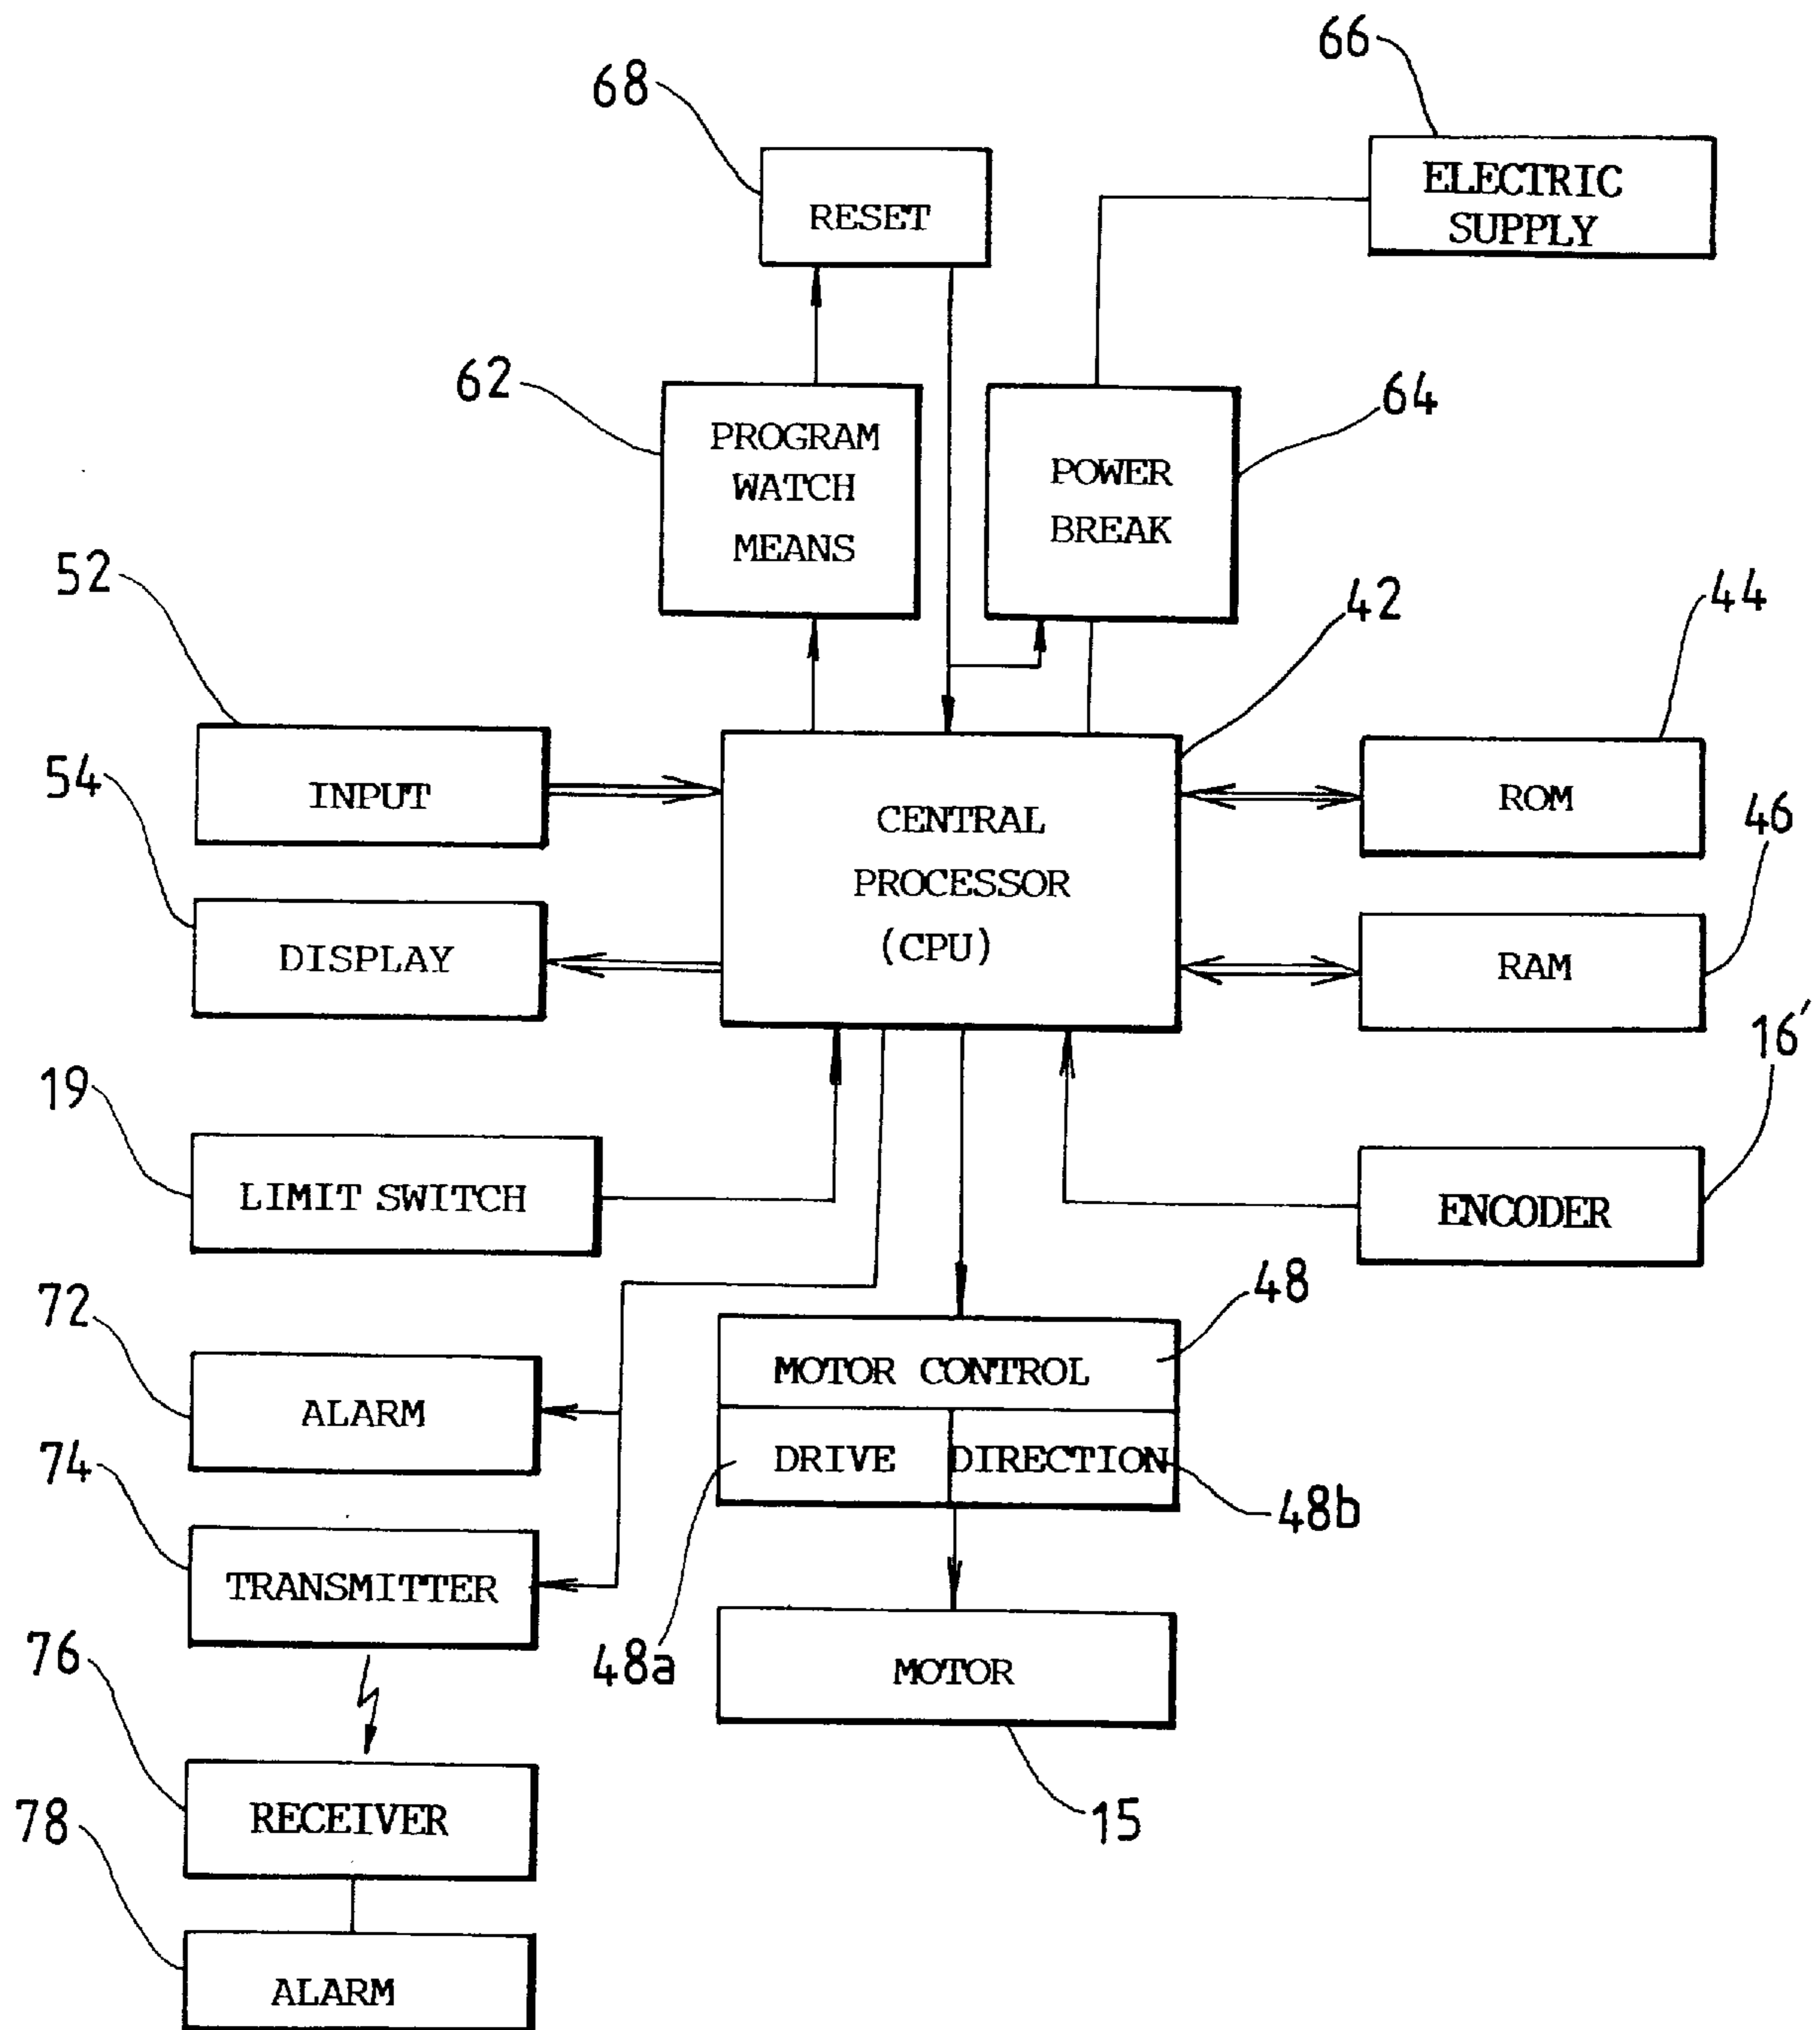 66
68
ELECTRIC
SUPPLY
RESET
62
PROGRAM
WATCH
MEANS
64
POWER
BREAK
52
42
44
INPUT
54
CENTRAL
PROCESSOR
(CPU)
ROM
46
DISPLAY
RAM
16'
19
LIMIT SWITCH
ENCODER
72
48
MOTOR CONTROL
ALARM
DRIVE
DIRECTION
74
48b
TRANSMITTER
48a
76
MOTOR
RECEIVER
15
78
ALARM